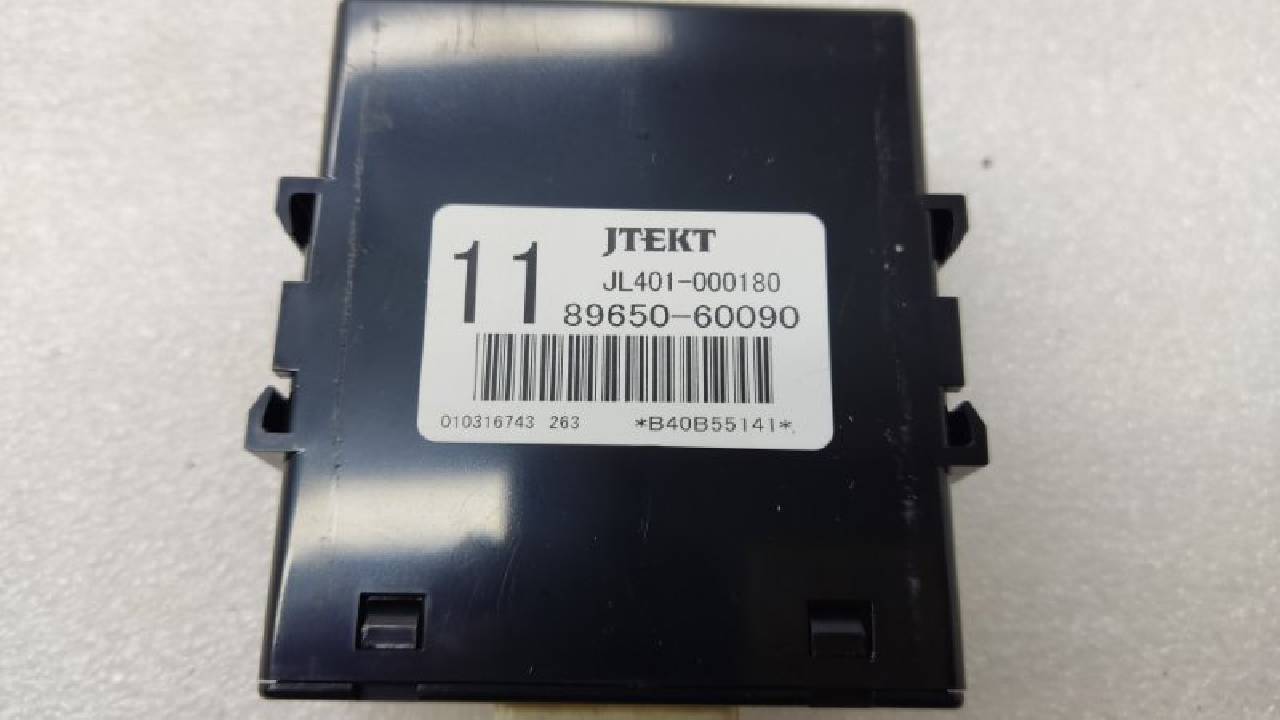 JTEKT
11
JL401-000180
89650-60090
010316743 263 *B40B55141*